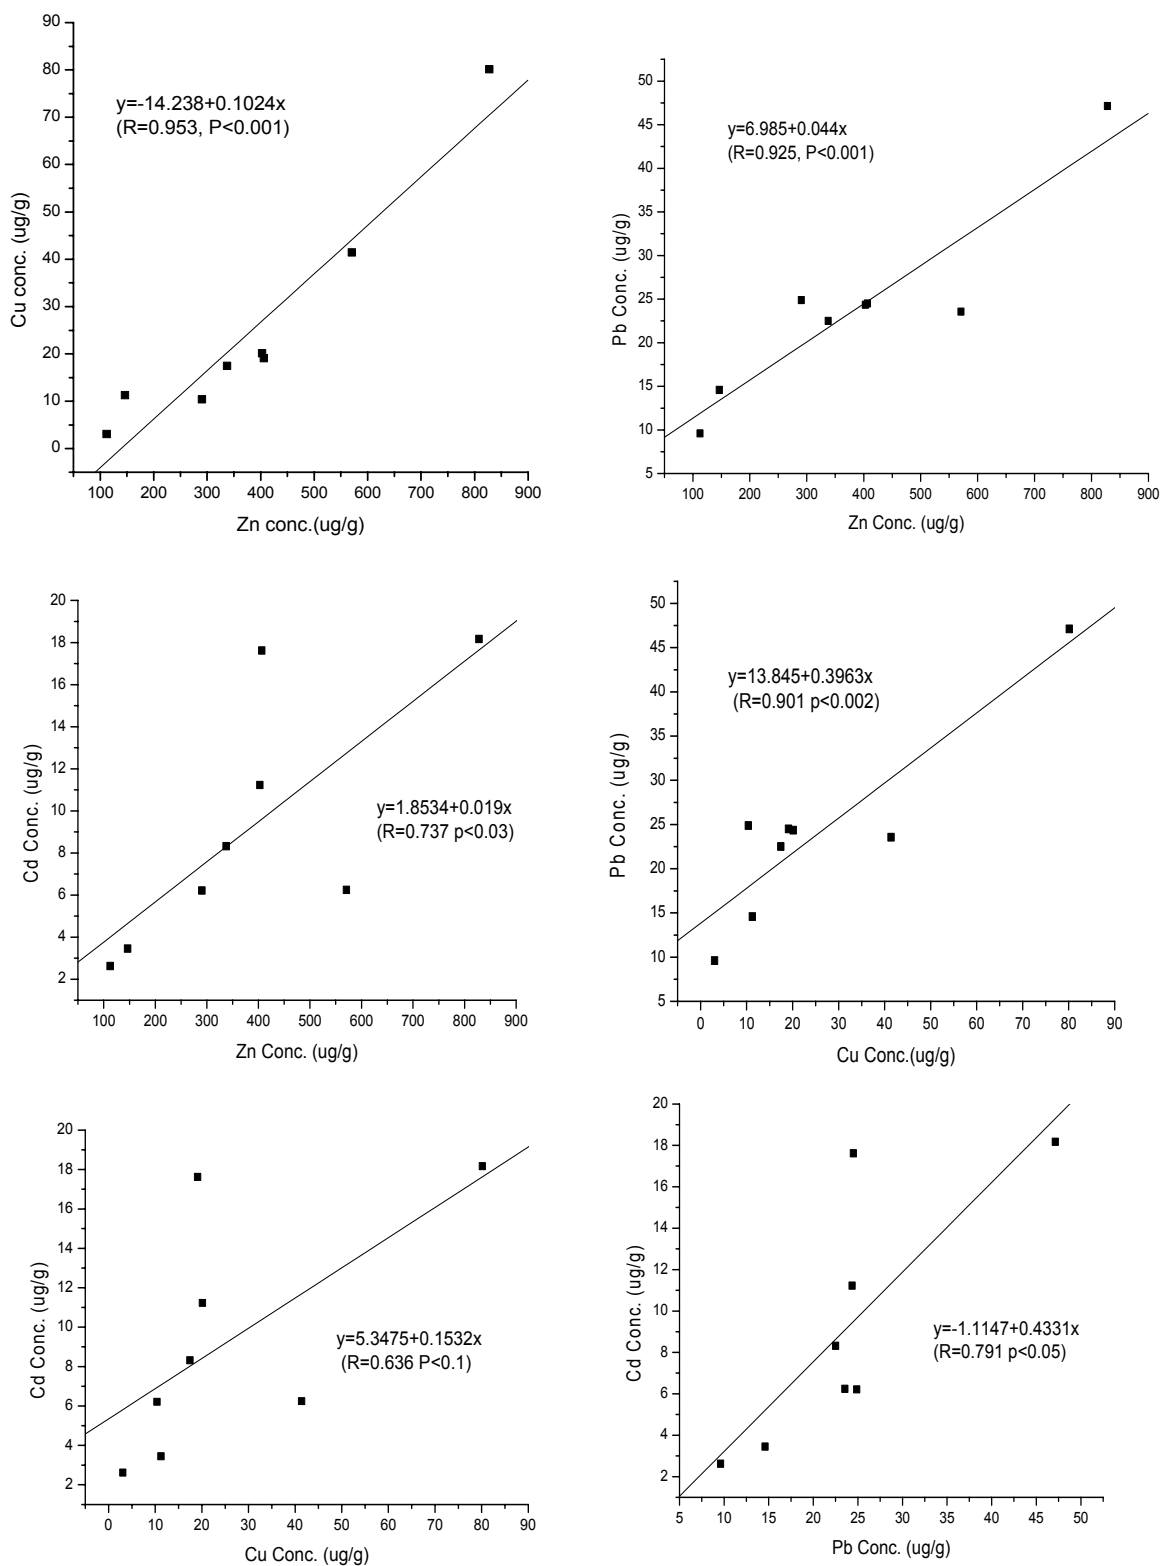 90
80
70
60
50
40
30
20
10
0
Cu conc. (ug/g)
y=-14.238+0.1024x
(R=0.953, P<0.001)
100 200 300 400 500 600 700 800 900
Zn conc.(ug/g)
50
45
40
35
30
25
20
15
10
5
Pb Conc. (ug/g)
y=6.985+0.044x
(R=0.925, P<0.001)
100 200 300 400 500 600 700 800 900
Zn Conc. (ug/g)
20
18
16
14
12
10
8
6
4
2
Cd Conc. (ug/g)
y=1.8534+0.019x
(R=0.737 p<0.03)
100 200 300 400 500 600 700 800 900
Zn Conc. (ug/g)
50
45
40
35
30
25
20
15
10
5
Pb Conc. (ug/g)
y=13.845+0.3963x
(R=0.901 p<0.002)
0 10 20 30 40 50 60 70 80 90
Cu Conc.(ug/g)
20
18
16
14
12
10
8
6
4
2
Cd Conc. (ug/g)
y=5.3475+0.1532x
(R=0.636 P<0.1)
0 10 20 30 40 50 60 70 80 90
Cu Conc. (ug/g)
20
18
16
14
12
10
8
6
4
2
Cd Conc. (ug/g)
y=-1.1147+0.4331x
(R=0.791 p<0.05)
5 10 15 20 25 30 35 40 45 50
Pb Conc. (ug/g)